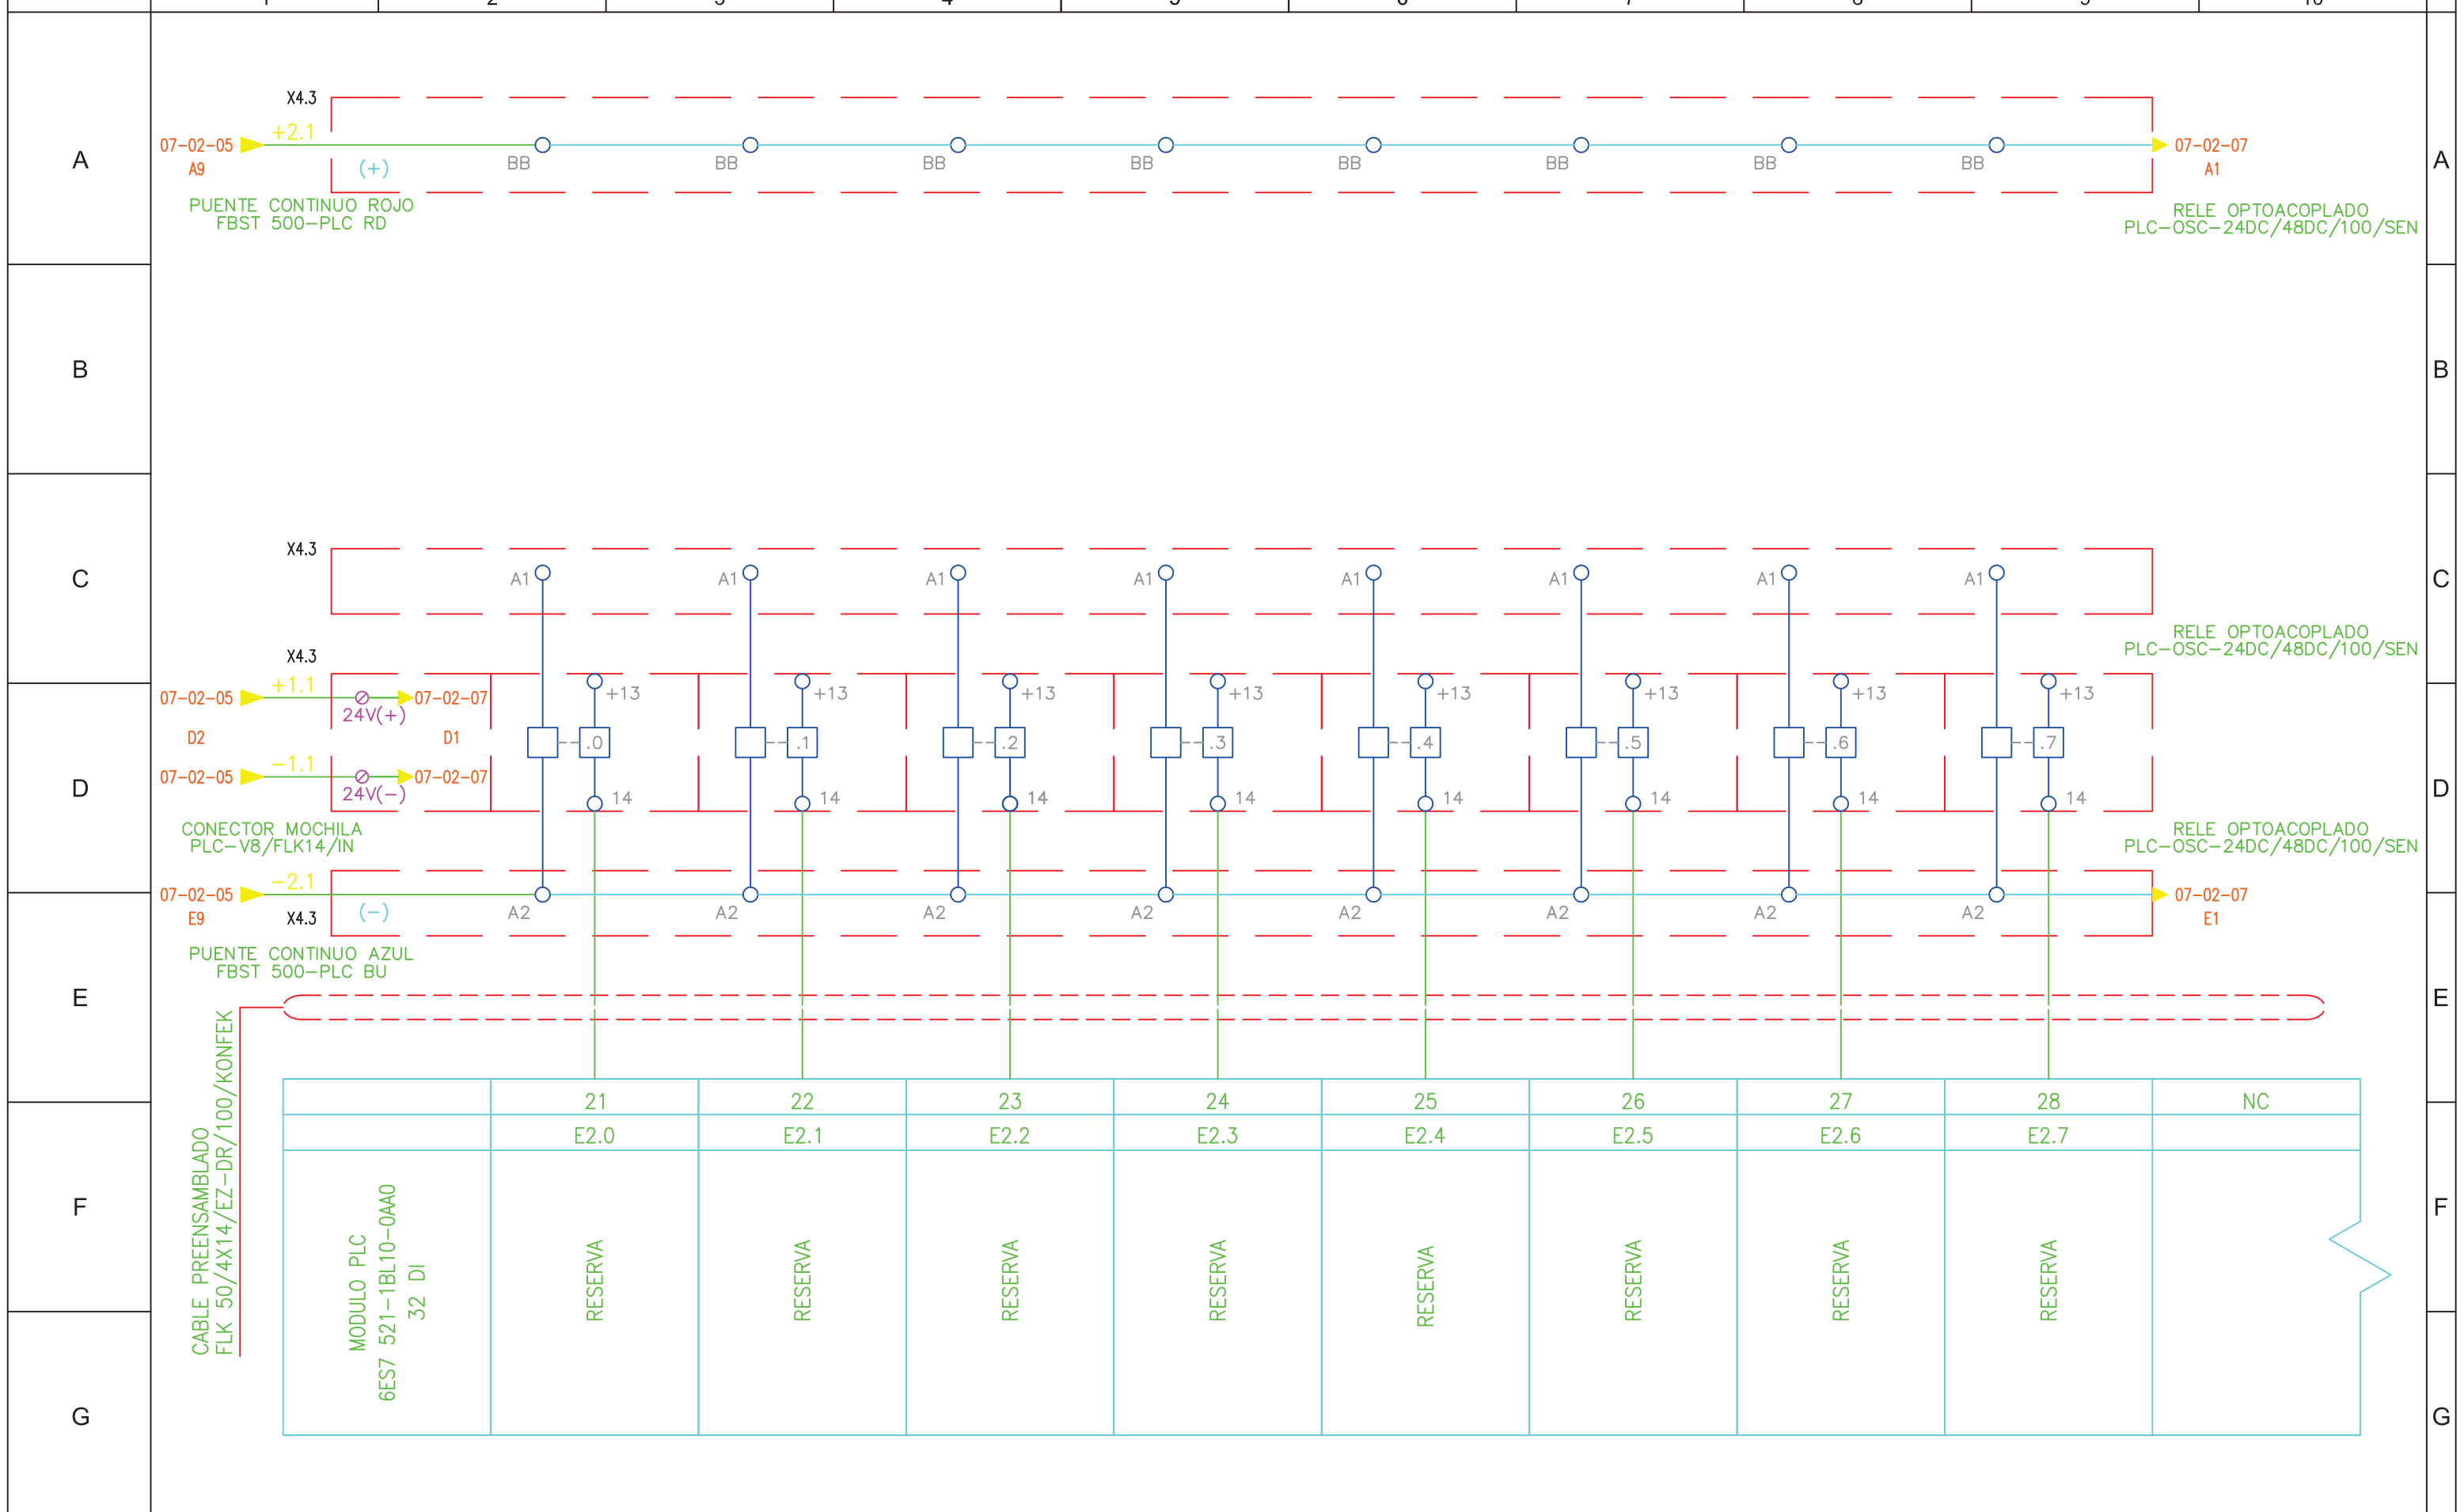 1 2 3 4 5 6 7 8 9 10
X4.3
+2.1
07-02-05 07-02-07
A A
A9 (+) BB BB BB BB BB BB BB BB A1
PUENTE CONTINUO ROJO
FBST 500-PLC RD
RELE OPTOACOPLADO
PLC-OSC-24DC/48DC/100/SEN
B B
X4.3
C A1 A1 A1 A1 A1 A1 A1 A1 C
RELE OPTOACOPLADO
PLC-OSC-24DC/48DC/100/SEN
X4.3
+1.1
07-02-05 07-02-07 +13 +13 +13 +13 +13 +13 +13 +13
24V(+)
D2 D1 .0 .1 .2 .3 .4 .5 .6 .7
-1.1
07-02-05 07-02-07
D D
24V(-) 14 14 14 14 14 14 14 14
CONECTOR MOCHILA
PLC-V8/FLK14/IN
RELE OPTOACOPLADO
PLC-OSC-24DC/48DC/100/SEN
-2.1
07-02-05 07-02-07
E9 X4.3 (-) A2 A2 A2 A2 A2 A2 A2 A2 E1
PUENTE CONTINUO AZUL
FBST 500-PLC BU
E E
CABLE PREENSAMBLADO
FLK 50/4X14/EZ-DR/100/KONFEK
21 22 23 24 25 26 27 28 NC
E2.0 E2.1 E2.2 E2.3 E2.4 E2.5 E2.6 E2.7
F F
MODULO PLC
6ES7 521-1BL10-0AA0
32 DI
RESERVA RESERVA RESERVA RESERVA RESERVA RESERVA RESERVA RESERVA
G G